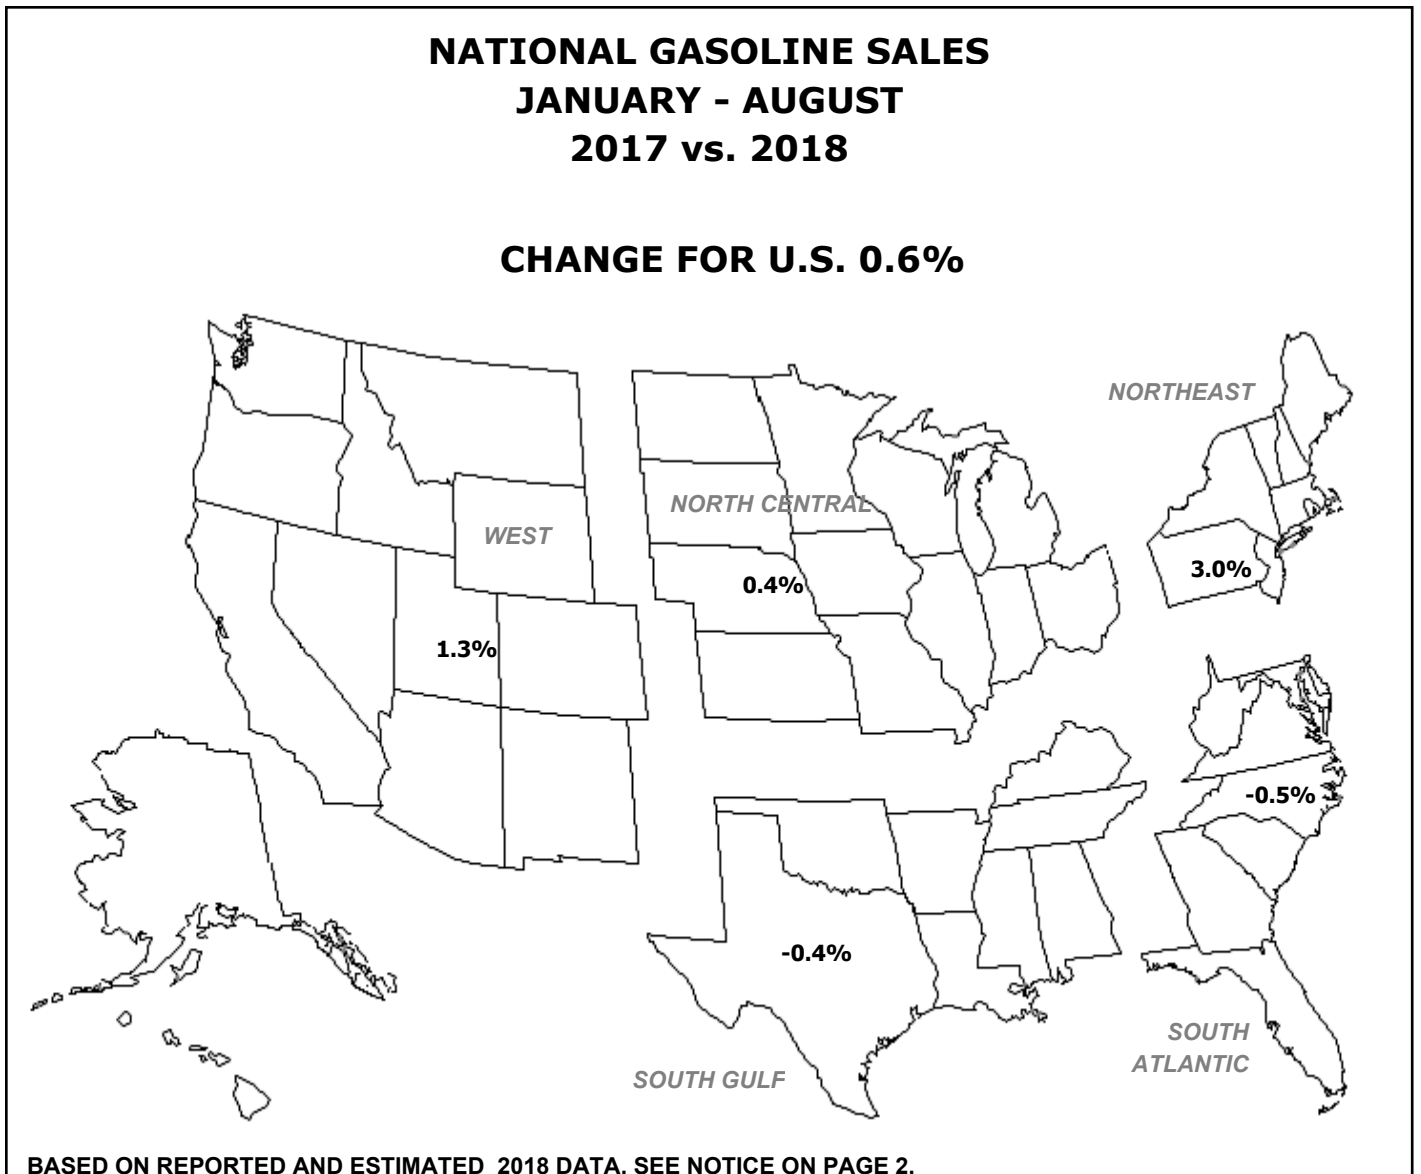 NATIONAL GASOLINE SALES
JANUARY - AUGUST
2017 vs. 2018
CHANGE FOR U.S. 0.6%
NORTHEAST
NORTH CENTRAL
WEST
3.0%
0.4%
1.3%
-0.5%
-0.4%
SOUTH
ATLANTIC
SOUTH GULF
BASED ON REPORTED AND ESTIMATED 2018 DATA. SEE NOTICE ON PAGE 2.